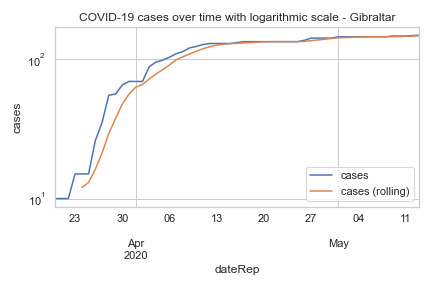 COVID-19 cases over time with logarithmic scale - Gibraltar
cases
10²
10¹
cases
cases (rolling)
23 30 06 13 20 27 04 11
Apr May
2020
dateRep